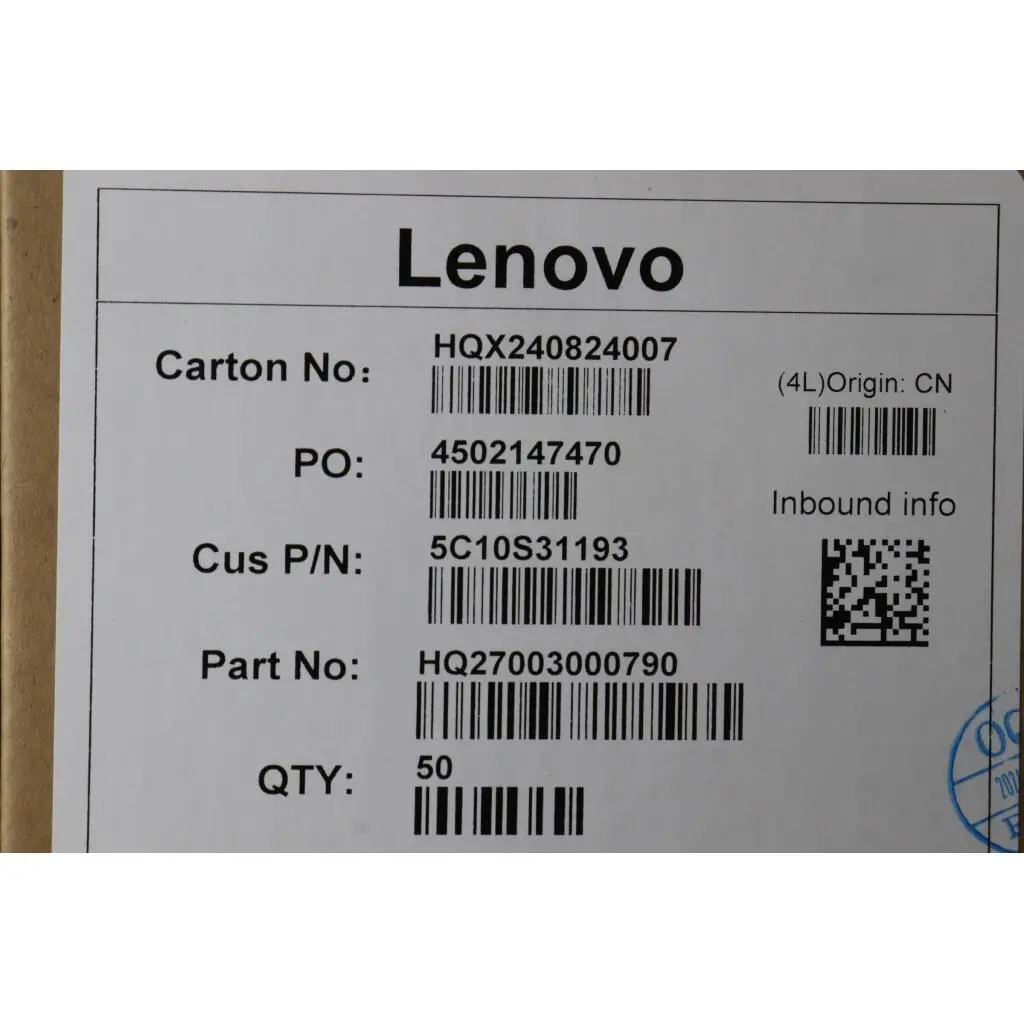 Lenovo
Carton No: HQX240824007
(4L)Origin: CN
PO: 4502147470
Inbound info
Cus P/N: 5C10S31193
Part No: HQ27003000790
QTY: 50